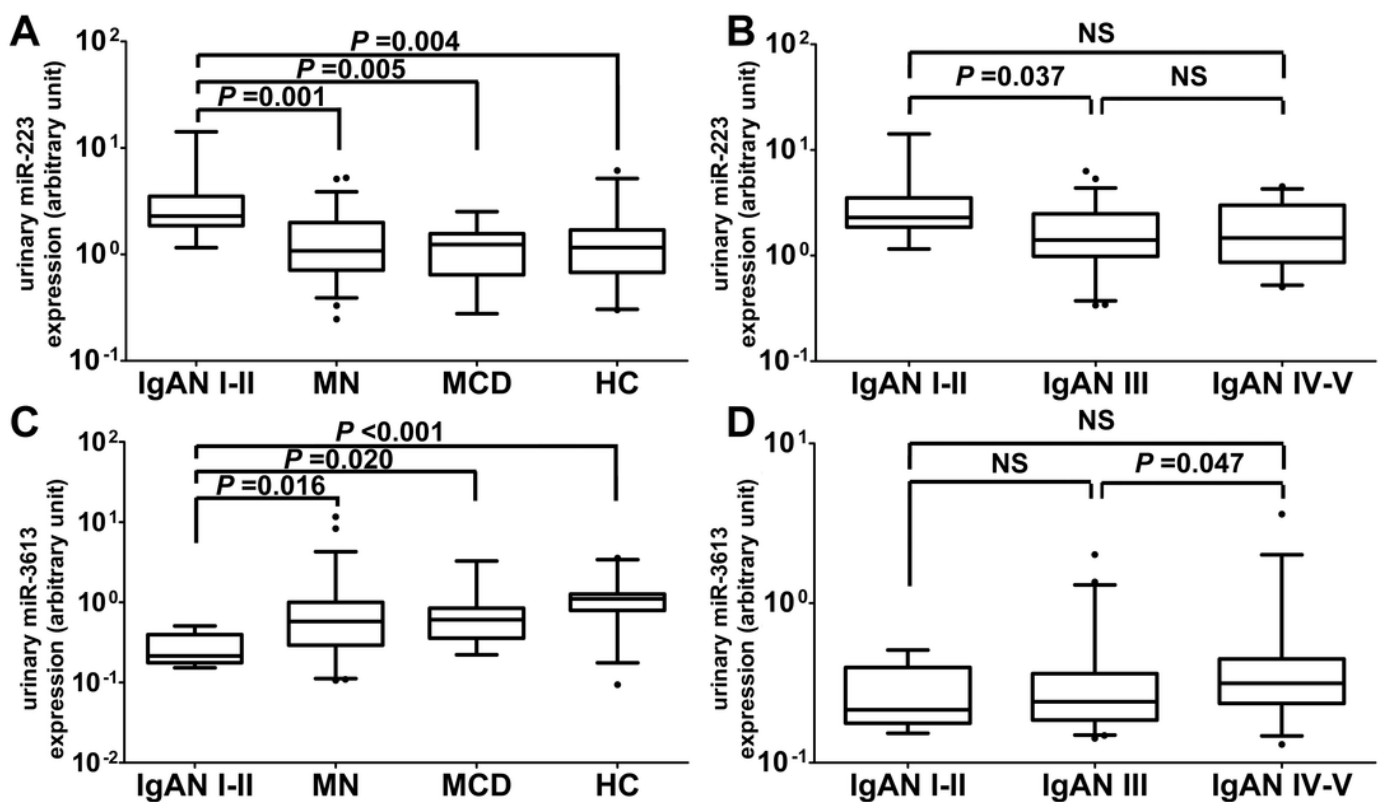 A
urinary miR-223
expression (arbitrary unit)
10²
10¹
10⁰
10⁻¹
P =0.004
P =0.005
P =0.001
IgAN I-II MN MCD HC
B
urinary miR-223
expression (arbitrary unit)
10²
10¹
10⁰
10⁻¹
NS
P =0.037 NS
IgAN I-II IgAN III IgAN IV-V
C
urinary miR-3613
expression (arbitrary unit)
10²
10¹
10⁰
10⁻¹
10⁻²
P <0.001
P =0.020
P =0.016
IgAN I-II MN MCD HC
D
urinary miR-3613
expression (arbitrary unit)
10¹
10⁰
10⁻¹
NS
NS P =0.047
IgAN I-II IgAN III IgAN IV-V